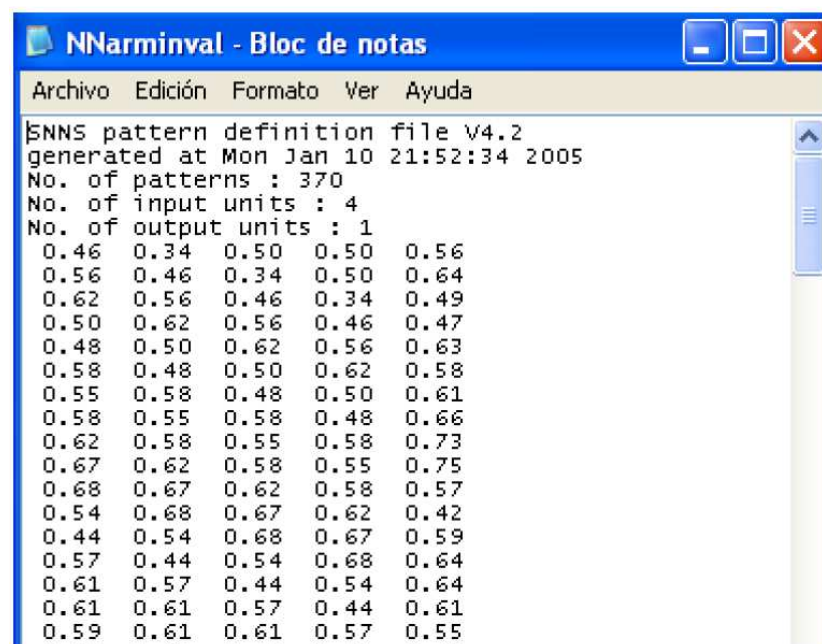 NNarminval - Bloc de notas
Archivo Edición Formato Ver Ayuda
SNNS pattern definition file V4.2
generated at Mon Jan 10 21:52:34 2005
No. of patterns : 370
No. of input units : 4
No. of output units : 1
0.46 0.34 0.50 0.50 0.56
0.56 0.46 0.34 0.50 0.64
0.62 0.56 0.46 0.34 0.49
0.50 0.62 0.56 0.46 0.47
0.48 0.50 0.62 0.56 0.63
0.58 0.48 0.50 0.62 0.58
0.55 0.58 0.48 0.50 0.61
0.58 0.55 0.58 0.48 0.66
0.62 0.58 0.55 0.58 0.73
0.67 0.62 0.58 0.55 0.75
0.68 0.67 0.62 0.58 0.57
0.54 0.68 0.67 0.62 0.42
0.44 0.54 0.68 0.67 0.59
0.57 0.44 0.54 0.68 0.64
0.61 0.57 0.44 0.54 0.64
0.61 0.61 0.57 0.44 0.61
0.59 0.61 0.61 0.57 0.55